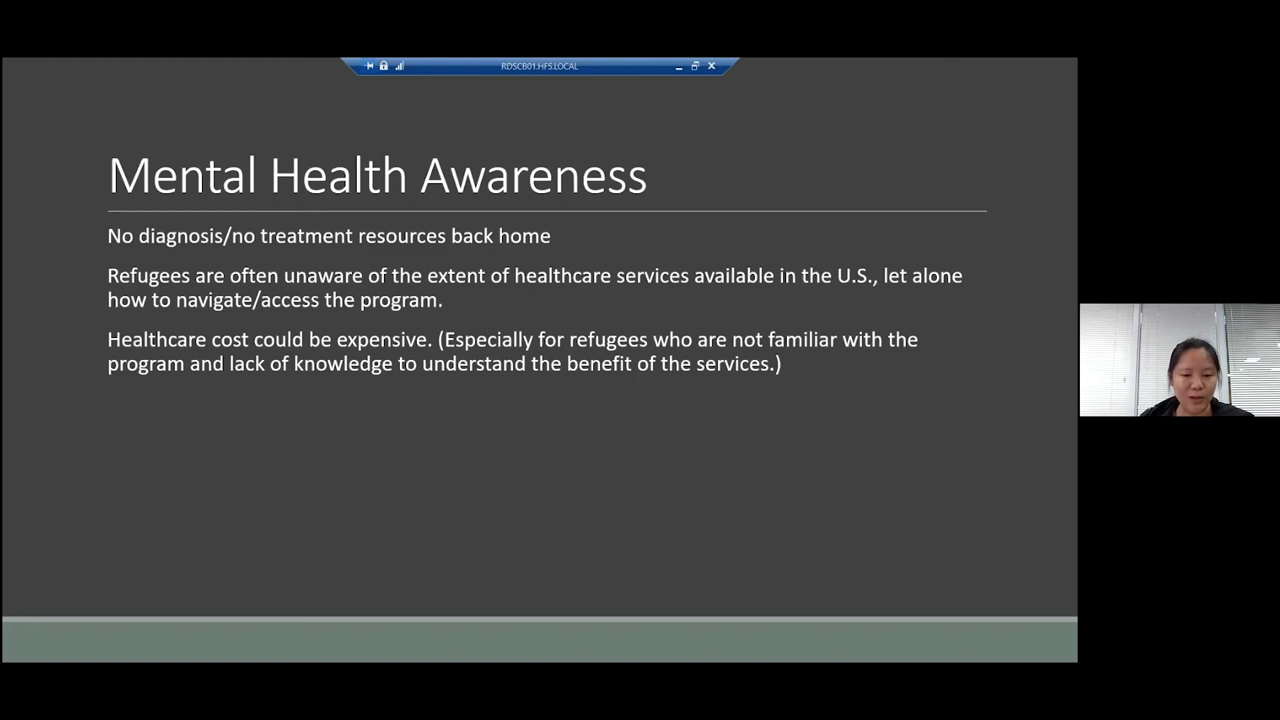 RDSCB01.HFS.LOCAL
Mental Health Awareness
No diagnosis/no treatment resources back home
Refugees are often unaware of the extent of healthcare services available in the U.S., let alone
how to navigate/access the program.
Healthcare cost could be expensive. (Especially for refugees who are not familiar with the
program and lack of knowledge to understand the benefit of the services.)